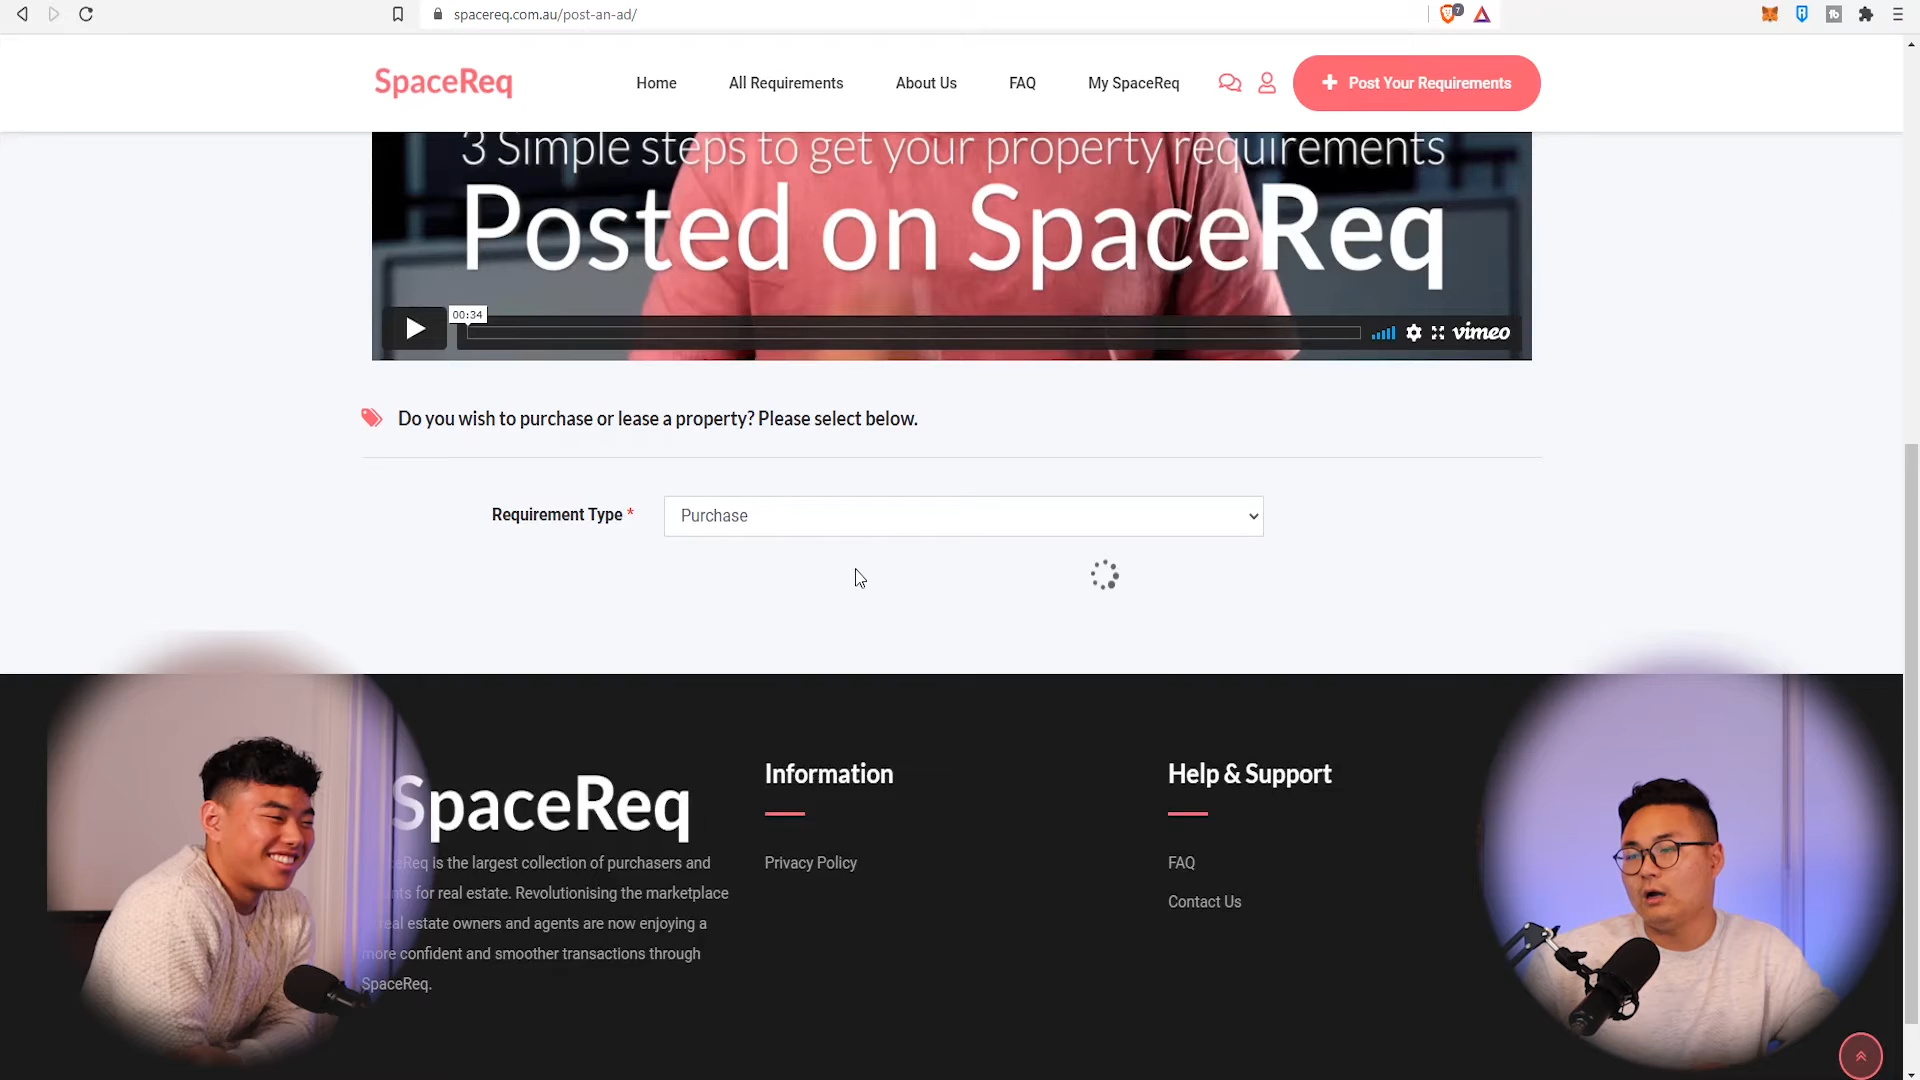 spacereq.com.au/post-an-ad/
7
SpaceReq
Home
All Requirements
About Us
FAQ
My SpaceReq
Post Your Requirements
3 Simple steps to get your property requirements
Posted on SpaceReq
00:34
vimeo
Do you wish to purchase or lease a property? Please select below.
Requirement Type *
Purchase
SpaceReq
is the largest collection of purchasers and
for real estate. Revolutionising the marketplace
real estate owners and agents are now enjoying a
more confident and smoother transactions through
SpaceReq.
Information
Privacy Policy
Help & Support
FAQ
Contact Us